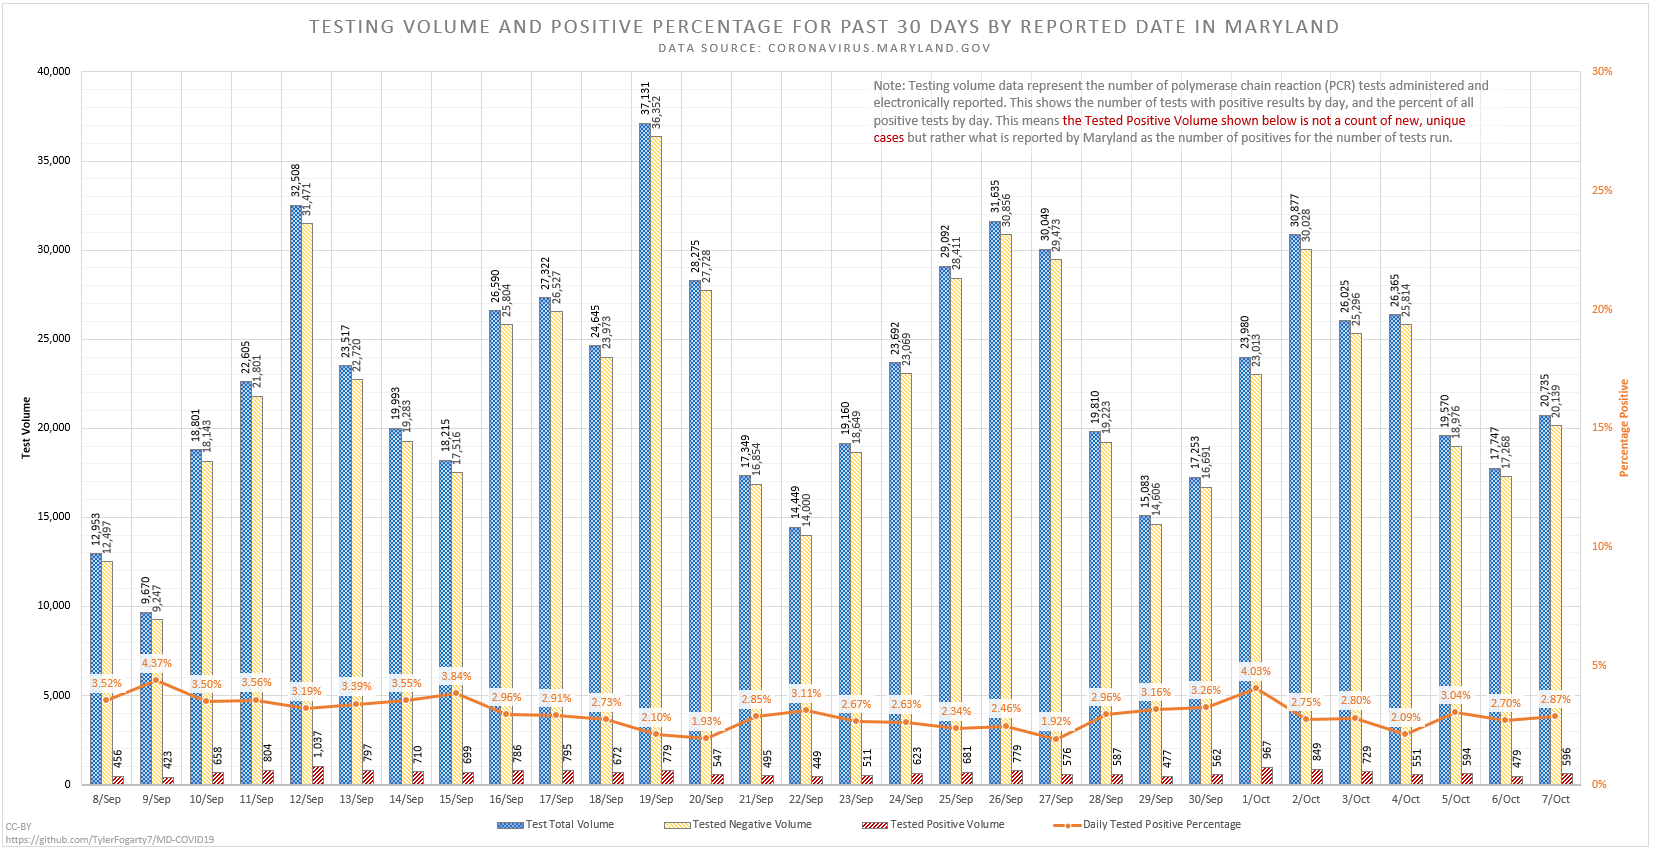 TESTING VOLUME AND POSITIVE PERCENTAGE FOR PAST 30 DAYS BY REPORTED DATE IN MARYLAND
DATA SOURCE: CORONAVIRUS.MARYLAND.GOV
Note: Testing volume data represent the number of polymerase chain reaction (PCR) tests administered and
electronically reported. This shows the number of tests with positive results by day, and the percent of all
positive tests by day. This means the Tested Positive Volume shown below is not a count of new, unique
cases but rather what is reported by Maryland as the number of positives for the number of tests run.
Test Volume
40,000
35,000
30,000
25,000
20,000
15,000
10,000
5,000
0
Percentage Positive
30%
25%
20%
15%
10%
5%
0%
12,953 12,497 3.52% 456
9,670 9,247 4.37% 423
18,801 18,143 3.50% 658
22,605 21,801 3.56% 804
32,508 31,471 3.19% 1,037
23,517 22,720 3.39% 797
19,993 19,283 3.55% 710
18,215 17,516 3.84% 699
26,590 25,804 2.96% 786
27,322 26,527 2.91% 795
24,645 23,973 2.73% 672
37,131 36,352 2.10% 779
28,275 27,728 1.93% 547
17,349 16,854 2.85% 495
14,449 14,000 3.11% 449
19,160 18,649 2.67% 511
23,692 23,069 2.63% 623
29,092 28,411 2.34% 681
31,635 30,856 2.46% 779
30,049 29,473 1.92% 576
19,810 19,223 2.96% 587
15,083 14,606 3.16% 477
17,253 16,691 3.26% 562
23,980 23,013 4.03% 967
30,877 30,028 2.75% 849
26,025 25,296 2.80% 729
26,365 25,814 2.09% 551
19,570 18,976 3.04% 594
17,747 17,268 2.70% 479
20,735 20,139 2.87% 596
8/Sep 9/Sep 10/Sep 11/Sep 12/Sep 13/Sep 14/Sep 15/Sep 16/Sep 17/Sep 18/Sep 19/Sep 20/Sep 21/Sep 22/Sep 23/Sep 24/Sep 25/Sep 26/Sep 27/Sep 28/Sep 29/Sep 30/Sep 1/Oct 2/Oct 3/Oct 4/Oct 5/Oct 6/Oct 7/Oct
Test Total Volume Tested Negative Volume Tested Positive Volume Daily Tested Positive Percentage
CC-BY
https://github.com/TylerFogarty7/MD-COVID19